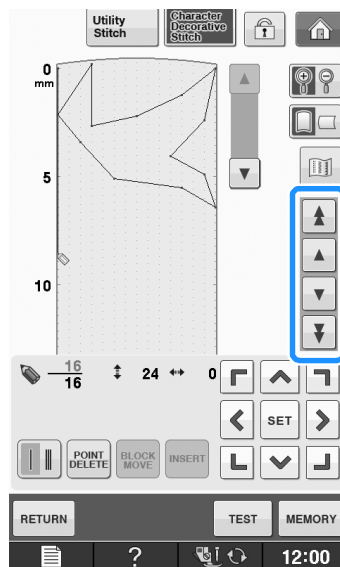 Utility
Stitch
Character
Decorative
Stitch
0
mm
5
10
16
16
24
0
SET
POINT
DELETE
BLOCK
MOVE
INSERT
RETURN
TEST
MEMORY
?
12:00